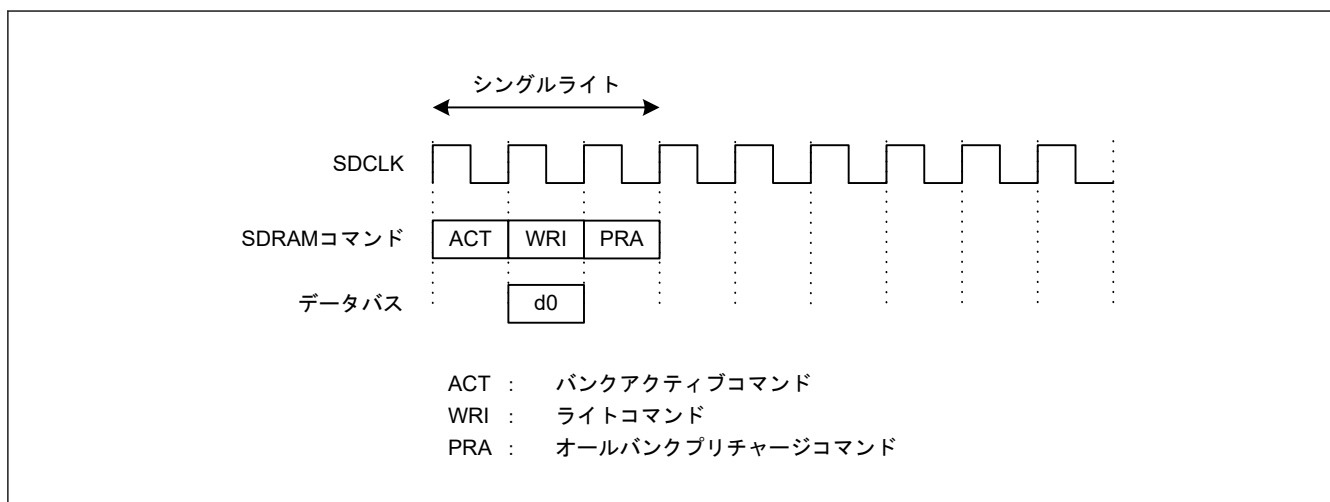 シングルライト
SDCLK
SDRAMコマンド ACT WRI PRA
データバス d0
ACT : バンクアクティブコマンド
WRI : ライトコマンド
PRA : オールバンクプリチャージコマンド